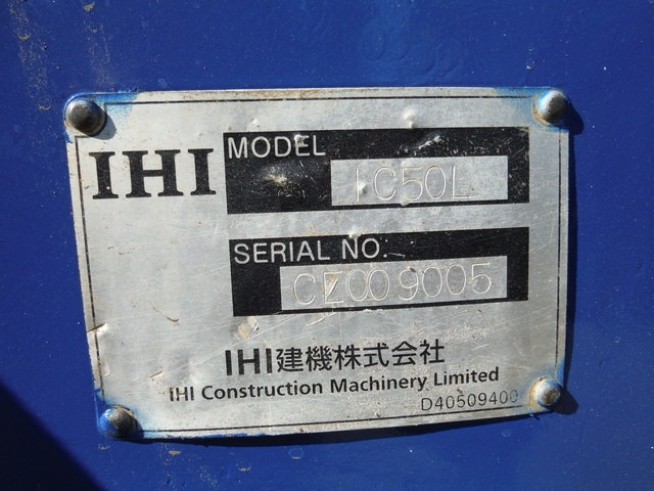 IHI
MODEL
IC50L
SERIAL NO.
CZ009005
IHI建機株式会社
IHI Construction Machinery Limited
D40509400